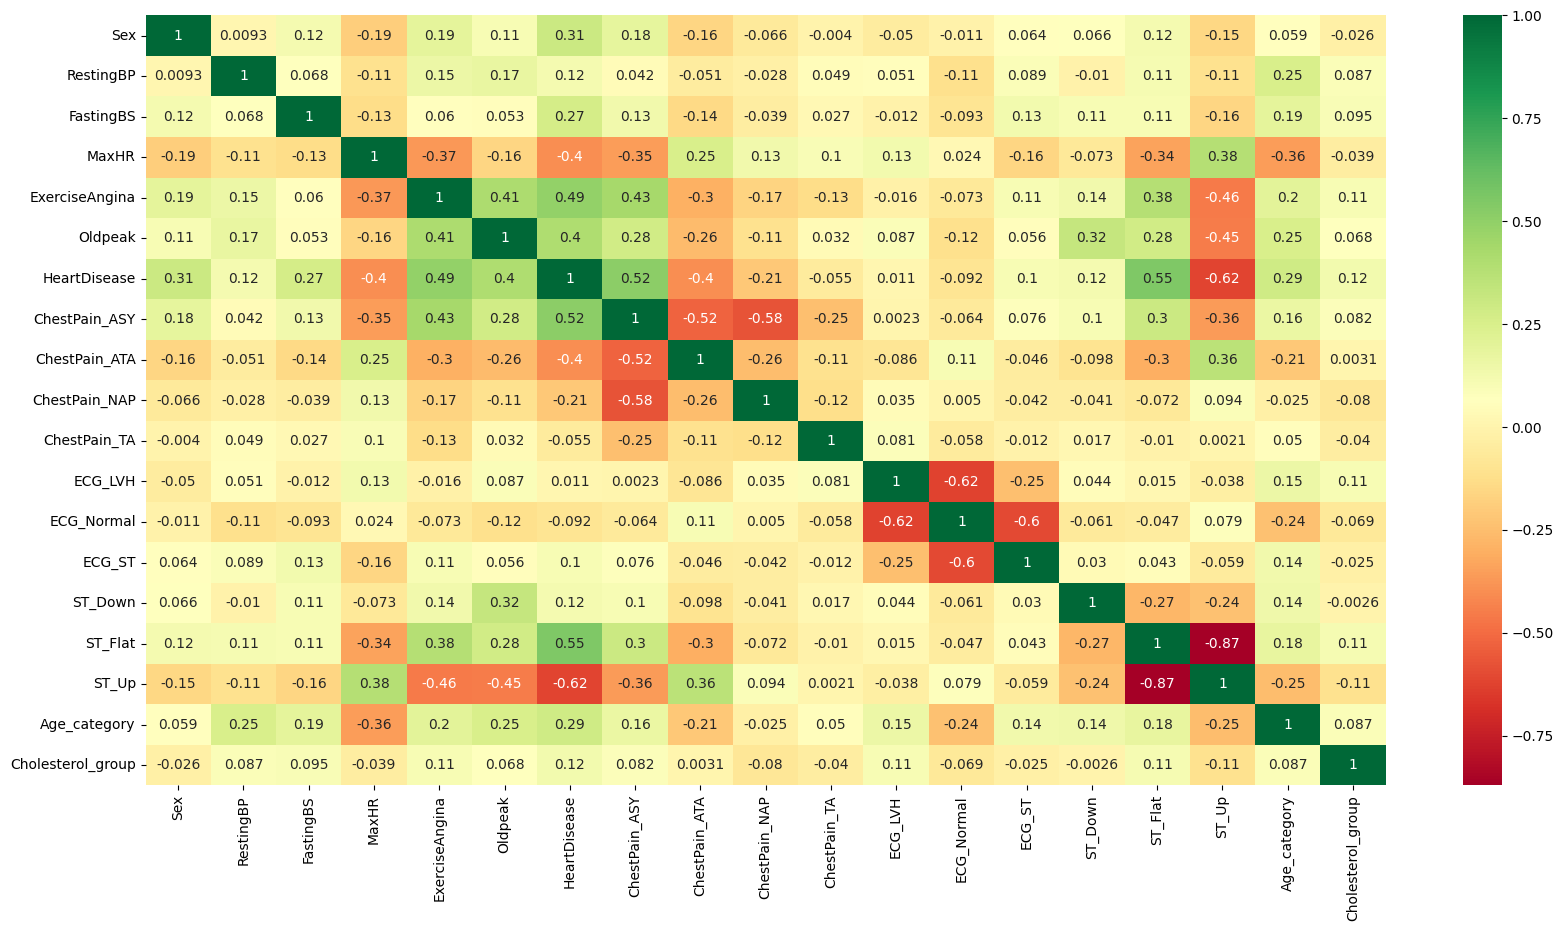 Sex 1 0.0093 0.12 -0.19 0.19 0.11 0.31 0.18 -0.16 -0.066 -0.004 -0.05 -0.011 0.064 0.066 0.12 -0.15 0.059 -0.026
RestingBP 0.0093 1 0.068 -0.11 0.15 0.17 0.12 0.042 -0.051 -0.028 0.049 0.051 -0.11 0.089 -0.01 0.11 -0.11 0.25 0.087
FastingBS 0.12 0.068 1 -0.13 0.06 0.053 0.27 0.13 -0.14 -0.039 0.027 -0.012 -0.093 0.13 0.11 0.11 -0.16 0.19 0.095
MaxHR -0.19 -0.11 -0.13 1 -0.37 -0.16 -0.4 -0.35 0.25 0.13 0.1 0.13 0.024 -0.16 -0.073 -0.34 0.38 -0.36 -0.039
ExerciseAngina 0.19 0.15 0.06 -0.37 1 0.41 0.49 0.43 -0.3 -0.17 -0.13 -0.016 -0.073 0.11 0.14 0.38 -0.46 0.2 0.11
Oldpeak 0.11 0.17 0.053 -0.16 0.41 1 0.4 0.28 -0.26 -0.11 0.032 0.087 -0.12 0.056 0.32 0.28 -0.45 0.25 0.068
HeartDisease 0.31 0.12 0.27 -0.4 0.49 0.4 1 0.52 -0.4 -0.21 -0.055 0.011 -0.092 0.1 0.12 0.55 -0.62 0.29 0.12
ChestPain_ASY 0.18 0.042 0.13 -0.35 0.43 0.28 0.52 1 -0.52 -0.58 -0.25 0.0023 -0.064 0.076 0.1 0.3 -0.36 0.16 0.082
ChestPain_ATA -0.16 -0.051 -0.14 0.25 -0.3 -0.26 -0.4 -0.52 1 -0.26 -0.11 -0.086 0.11 -0.046 -0.098 -0.3 0.36 -0.21 0.0031
ChestPain_NAP -0.066 -0.028 -0.039 0.13 -0.17 -0.11 -0.21 -0.58 -0.26 1 -0.12 0.035 0.005 -0.042 -0.041 -0.072 0.094 -0.025 -0.08
ChestPain_TA -0.004 0.049 0.027 0.1 -0.13 0.032 -0.055 -0.25 -0.11 -0.12 1 0.081 -0.058 -0.012 0.017 -0.01 0.0021 0.05 -0.04
ECG_LVH -0.05 0.051 -0.012 0.13 -0.016 0.087 0.011 0.0023 -0.086 0.035 0.081 1 -0.62 -0.25 0.044 0.015 -0.038 0.15 0.11
ECG_Normal -0.011 -0.11 -0.093 0.024 -0.073 -0.12 -0.092 -0.064 0.11 0.005 -0.058 -0.62 1 -0.6 -0.061 -0.047 0.079 -0.24 -0.069
ECG_ST 0.064 0.089 0.13 -0.16 0.11 0.056 0.1 0.076 -0.046 -0.042 -0.012 -0.25 -0.6 1 0.03 0.043 -0.059 0.14 -0.025
ST_Down 0.066 -0.01 0.11 -0.073 0.14 0.32 0.12 0.1 -0.098 -0.041 0.017 0.044 -0.061 0.03 1 -0.27 -0.24 0.14 -0.0026
ST_Flat 0.12 0.11 0.11 -0.34 0.38 0.28 0.55 0.3 -0.3 -0.072 -0.01 0.015 -0.047 0.043 -0.27 1 -0.87 0.18 0.11
ST_Up -0.15 -0.11 -0.16 0.38 -0.46 -0.45 -0.62 -0.36 0.36 0.094 0.0021 -0.038 0.079 -0.059 -0.24 -0.87 1 -0.25 -0.11
Age_category 0.059 0.25 0.19 -0.36 0.2 0.25 0.29 0.16 -0.21 -0.025 0.05 0.15 -0.24 0.14 0.14 0.18 -0.25 1 0.087
Cholesterol_group -0.026 0.087 0.095 -0.039 0.11 0.068 0.12 0.082 0.0031 -0.08 -0.04 0.11 -0.069 -0.025 -0.0026 0.11 -0.11 0.087 1
Sex
RestingBP
FastingBS
MaxHR
ExerciseAngina
Oldpeak
HeartDisease
ChestPain_ASY
ChestPain_ATA
ChestPain_NAP
ChestPain_TA
ECG_LVH
ECG_Normal
ECG_ST
ST_Down
ST_Flat
ST_Up
Age_category
Cholesterol_group
1.00
0.75
0.50
0.25
0.00
−0.25
−0.50
−0.75